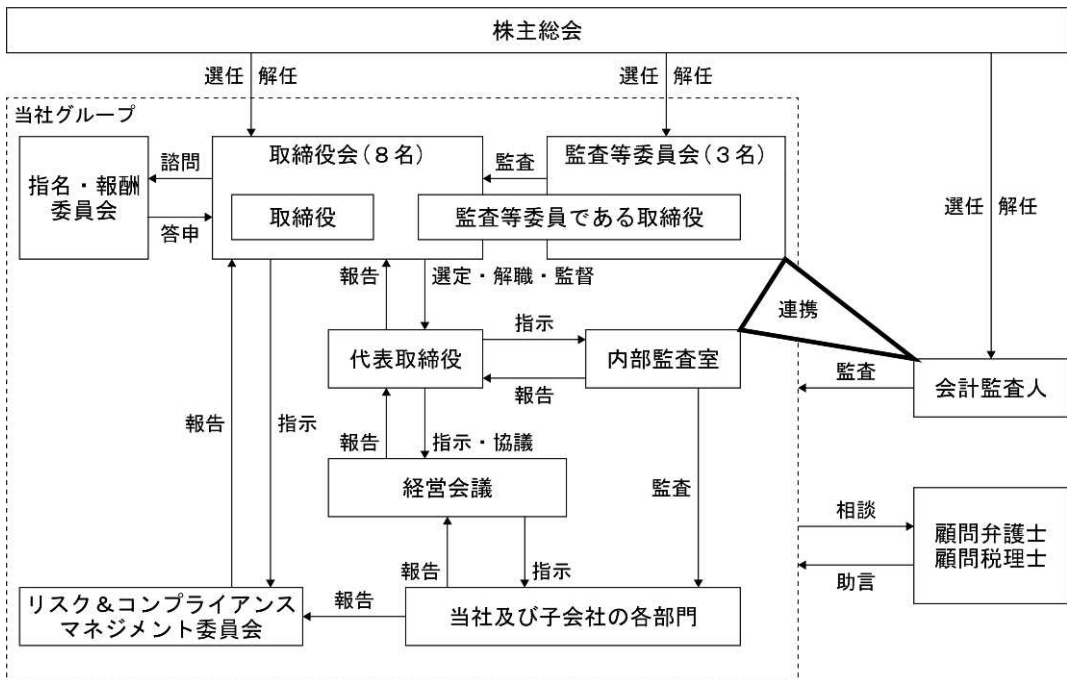 株主総会
選任 解任
選任 解任
選任 解任
当社グループ
指名・報酬
委員会
諮問
答申
取締役会(8名)
取締役
監査
監査等委員会(3名)
監査等委員である取締役
報告
選定・解職・監督
連携
代表取締役
指示
報告
内部監査室
監査
会計監査人
報告
指示
報告
指示・協議
監査
経営会議
相談
助言
顧問弁護士
顧問税理士
報告
指示
リスク&コンプライアンス
マネジメント委員会
報告
当社及び子会社の各部門